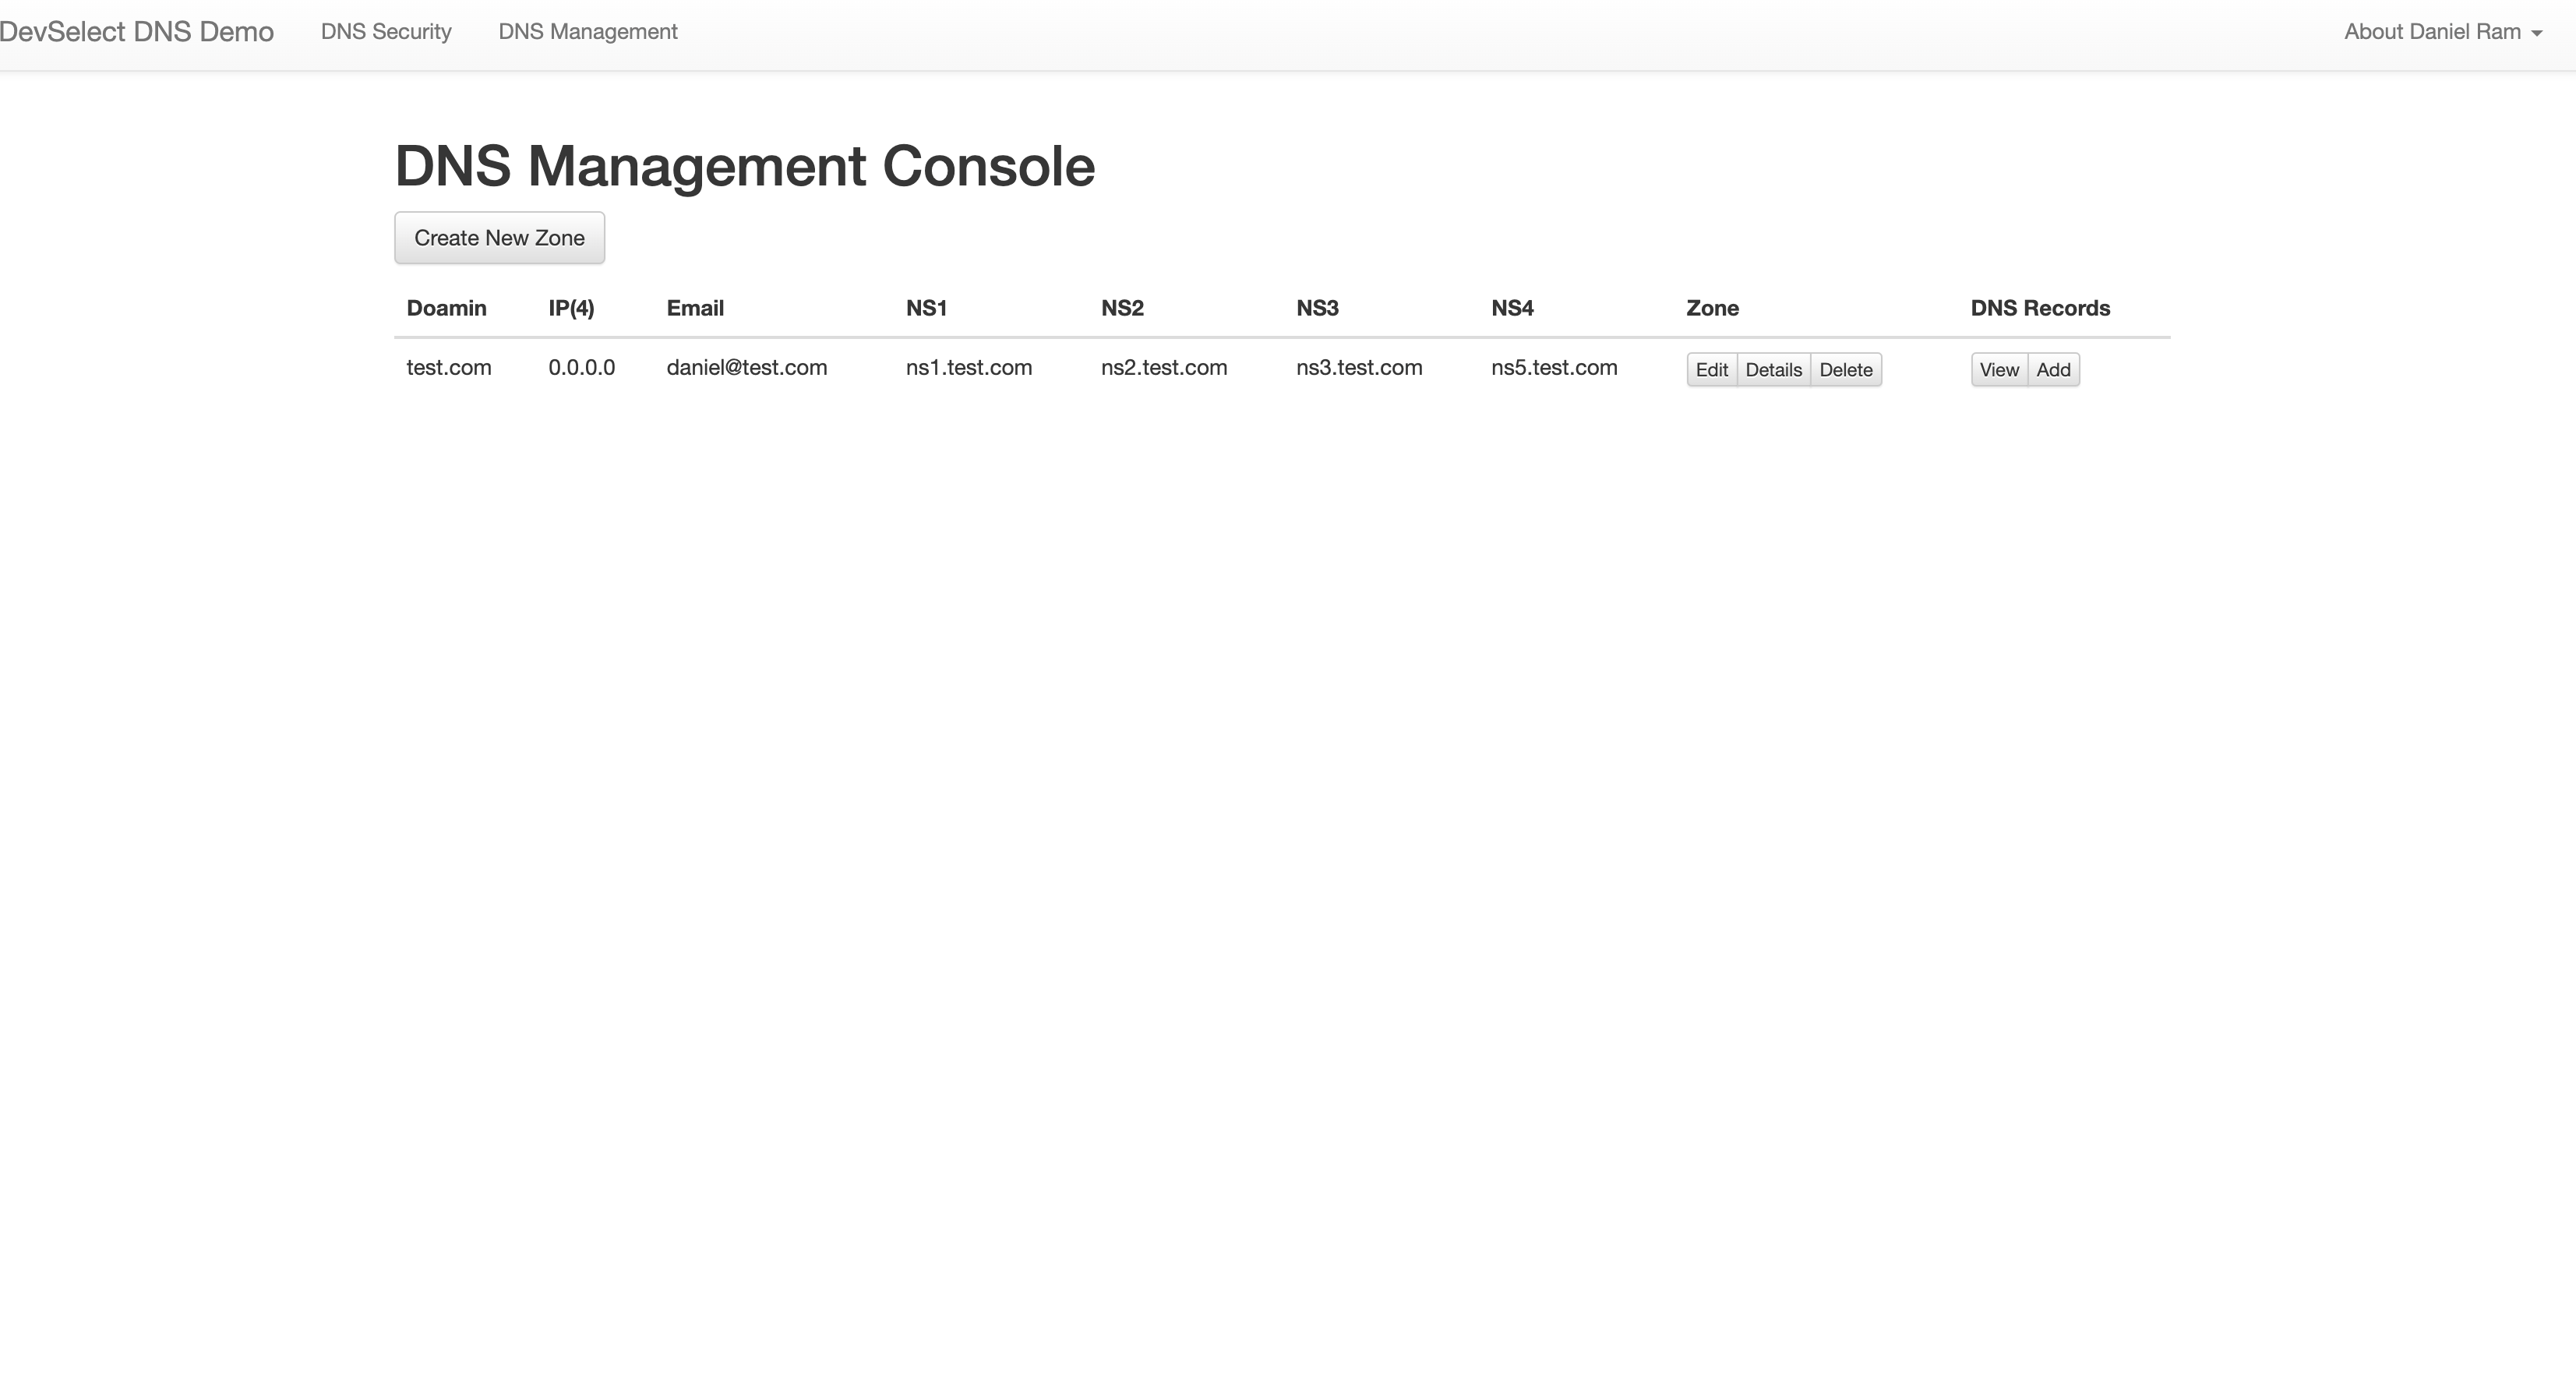 DevSelect DNS Demo DNS Security DNS Management About Daniel Ram
DNS Management Console
Create New Zone
Doamin IP(4) Email NS1 NS2 NS3 NS4 Zone DNS Records
test.com 0.0.0.0 daniel@test.com ns1.test.com ns2.test.com ns3.test.com ns5.test.com Edit Details Delete View Add